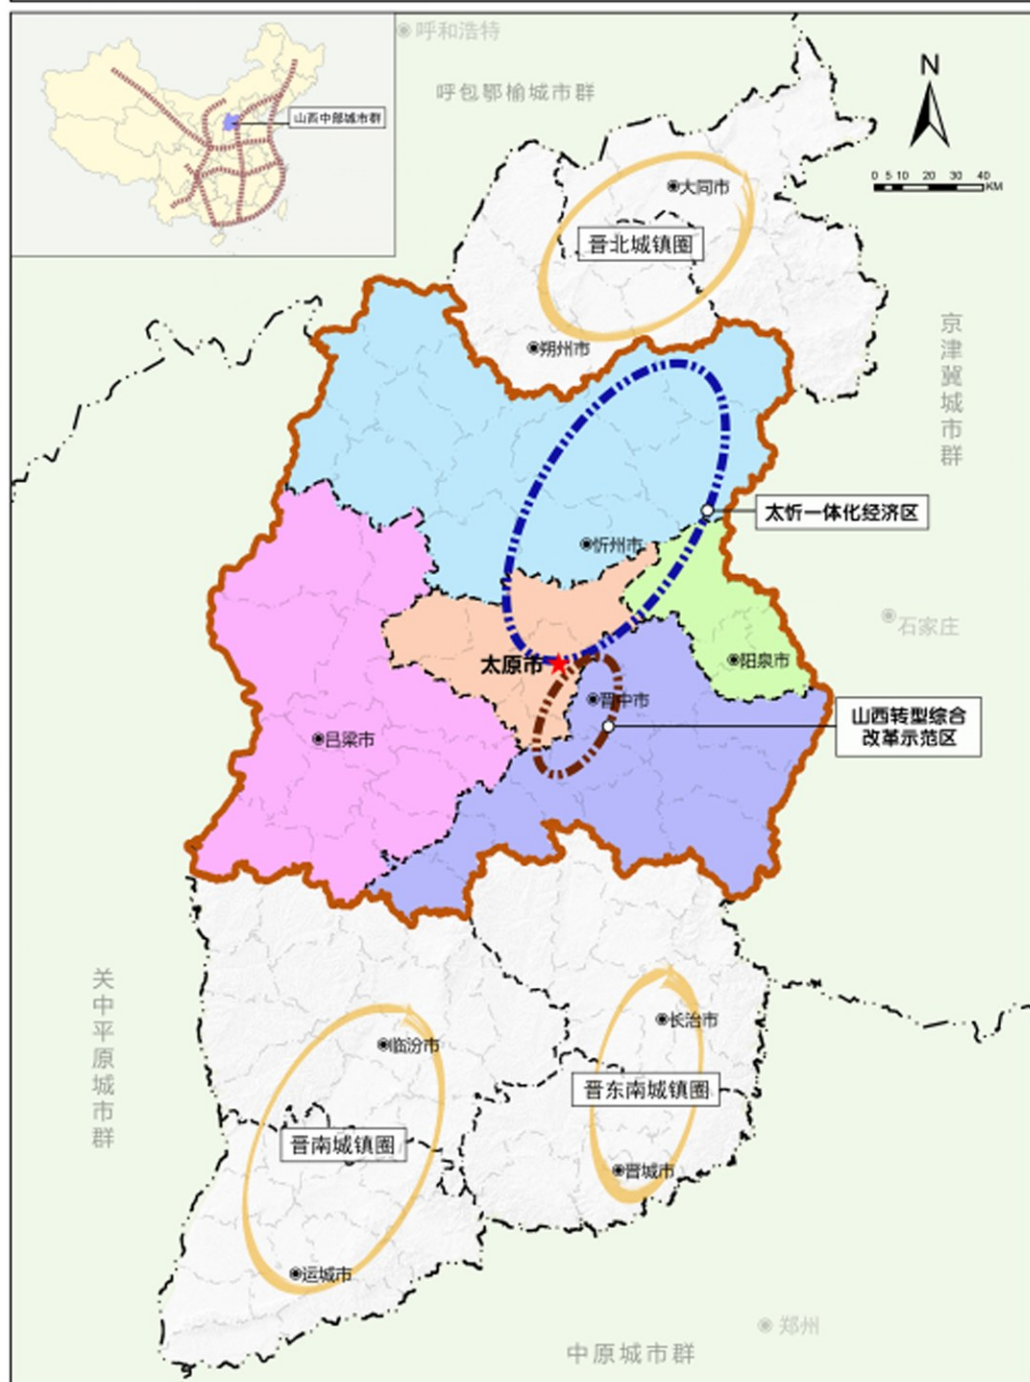 呼和浩特
呼包鄂榆城市群
山西中部城市群
N
0 5 10 20 30 40
KM
大同市
晋北城镇圈
朔州市
京津冀城市群
太忻一体化经济区
忻州市
石家庄
太原市
阳泉市
晋中市
山西转型综合
改革示范区
吕梁市
关中平原城市群
长治市
临汾市
晋东南城镇圈
晋南城镇圈
晋城市
运城市
郑州
中原城市群